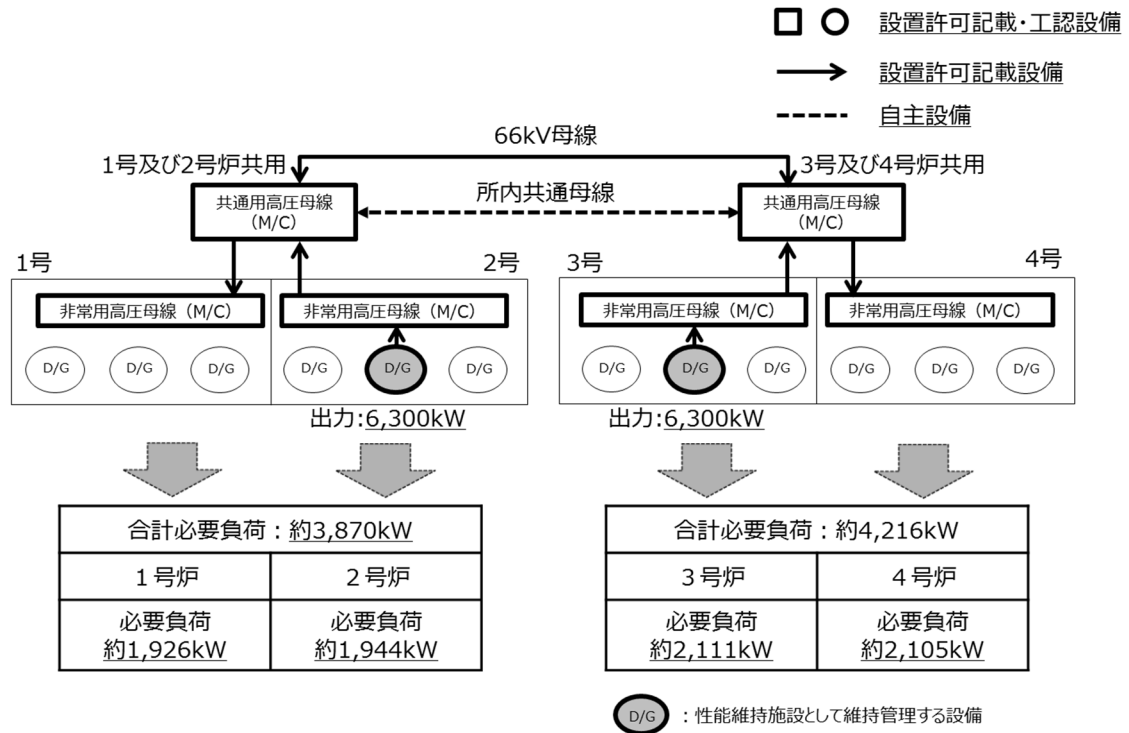 設置許可記載・工認設備
設置許可記載設備
自主設備
66kV母線
1号及び2号炉共用
3号及び4号炉共用
共通用高圧母線
（M/C）
所内共通母線
共通用高圧母線
（M/C）
1号
2号
3号
4号
非常用高圧母線（M/C）
非常用高圧母線（M/C）
非常用高圧母線（M/C）
非常用高圧母線（M/C）
D/G
D/G
D/G
D/G
D/G
D/G
D/G
D/G
D/G
D/G
D/G
D/G
出力:6,300kW
出力:6,300kW
合計必要負荷：約3,870kW
１号炉
２号炉
必要負荷
約1,926kW
必要負荷
約1,944kW
合計必要負荷：約4,216kW
３号炉
４号炉
必要負荷
約2,111kW
必要負荷
約2,105kW
D/G ：性能維持施設として維持管理する設備